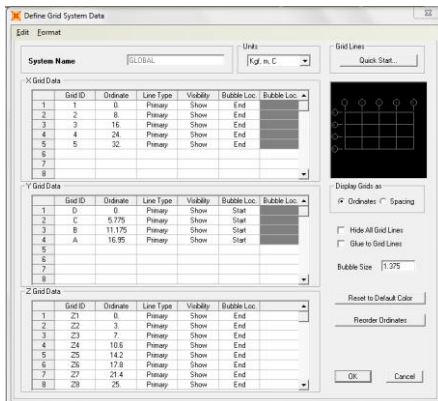 Define Grid System Data
Edit Format
System Name GLOBAL
Units
Kgf, m, C
Grid Lines
Quick Start...
X Grid Data
Grid ID Ordinate Line Type Visibility Bubble Loc. Bubble Loc.
1 1 0. Primary Show End
2 2 8. Primary Show End
3 3 16. Primary Show End
4 4 24. Primary Show End
5 5 32. Primary Show End
6
7
8
Y Grid Data
Grid ID Ordinate Line Type Visibility Bubble Loc. Bubble Loc.
1 D 0. Primary Show Start
2 C 5.775 Primary Show Start
3 B 11.175 Primary Show Start
4 A 16.95 Primary Show Start
5
6
7
8
Z Grid Data
Grid ID Ordinate Line Type Visibility Bubble Loc.
1 Z1 0. Primary Show End
2 Z2 3. Primary Show End
3 Z3 7. Primary Show End
4 Z4 10.6 Primary Show End
5 Z5 14.2 Primary Show End
6 Z6 17.8 Primary Show End
7 Z7 21.4 Primary Show End
8 Z8 25. Primary Show End
Display Grids as
Ordinates Spacing
Hide All Grid Lines
Glue to Grid Lines
Bubble Size 1.375
Reset to Default Color
Reorder Ordinates
OK Cancel